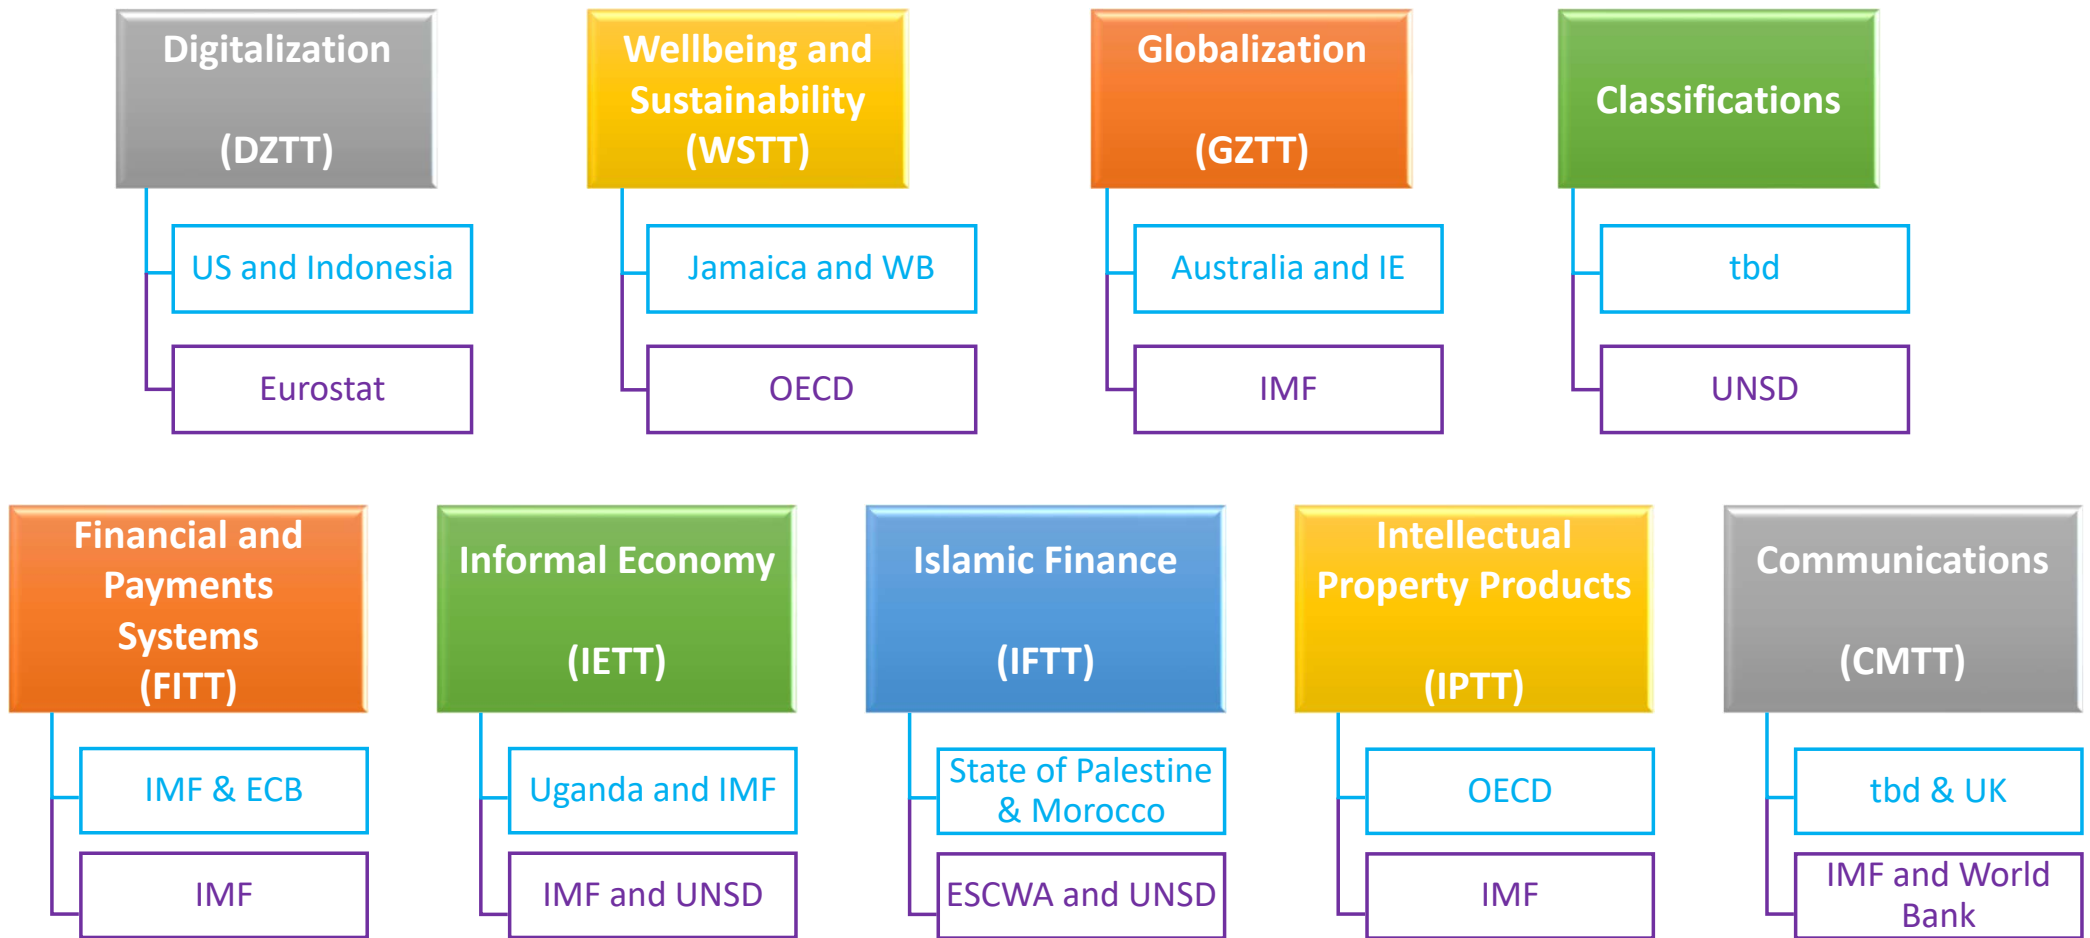 Digitalization
(DZTT)
US and Indonesia
Eurostat
Wellbeing and
Sustainability
(WSTT)
Jamaica and WB
OECD
Globalization
(GZTT)
Australia and IE
IMF
Classifications
tbd
UNSD
Financial and
Payments
Systems
(FITT)
IMF & ECB
IMF
Informal Economy
(IETT)
Uganda and IMF
IMF and UNSD
Islamic Finance
(IFTT)
State of Palestine
& Morocco
ESCWA and UNSD
Intellectual
Property Products
(IPTT)
OECD
IMF
Communications
(CMTT)
tbd & UK
IMF and World
Bank